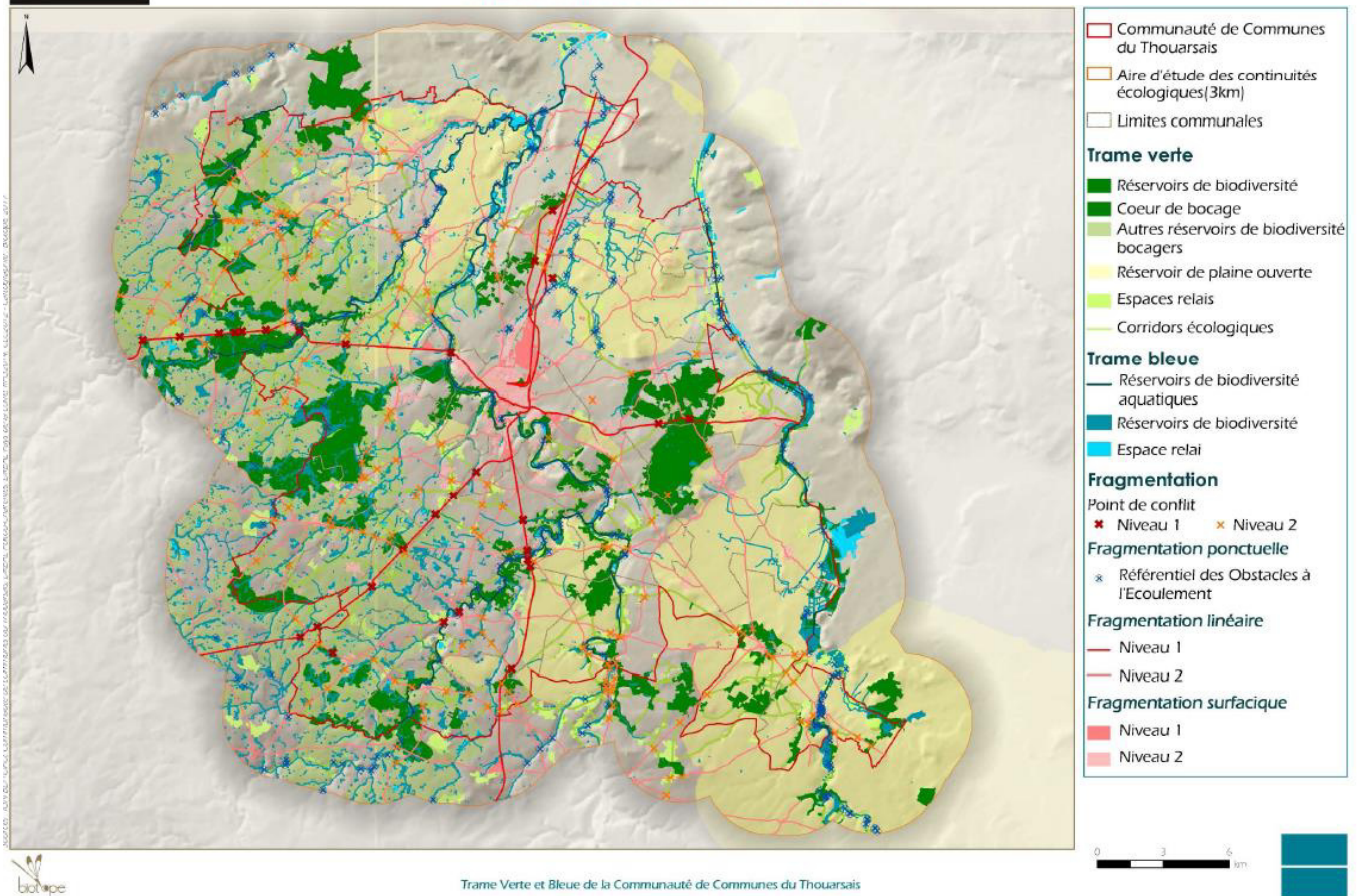 N
Communauté de Communes
du Thouarsais
Aire d'étude des continuités
écologiques(3km)
Limites communales
Trame verte
Réservoirs de biodiversité
Coeur de bocage
Autres réservoirs de biodiversité
bocagers
Réservoir de plaine ouverte
Espaces relais
Corridors écologiques
Trame bleue
Réservoirs de biodiversité
aquatiques
Réservoirs de biodiversité
Espace relai
Fragmentation
Point de conflit
Niveau 1 Niveau 2
Fragmentation ponctuelle
Référentiel des Obstacles à
l'Ecoulement
Fragmentation linéaire
Niveau 1
Niveau 2
Fragmentation surfacique
Niveau 1
Niveau 2
0 3 6
km
biotope
Trame Verte et Bleue de la Communauté de Communes du Thouarsais